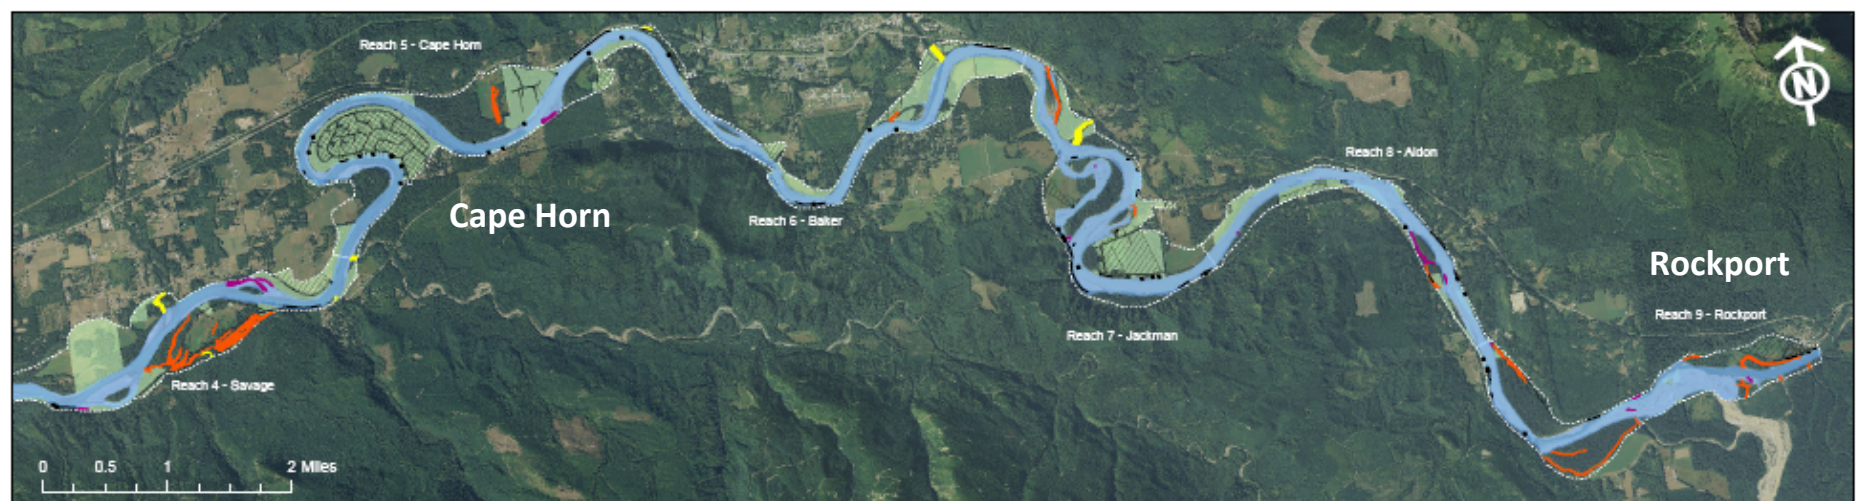 Reach 5 - Cape Horn
N
Reach 8 - Aldon
Cape Horn
Reach 6 - Baker
Rockport
Reach 9 - Rockport
Reach 7 - Jackman
Reach 4 - Savage
0 0.5 1 2 Miles